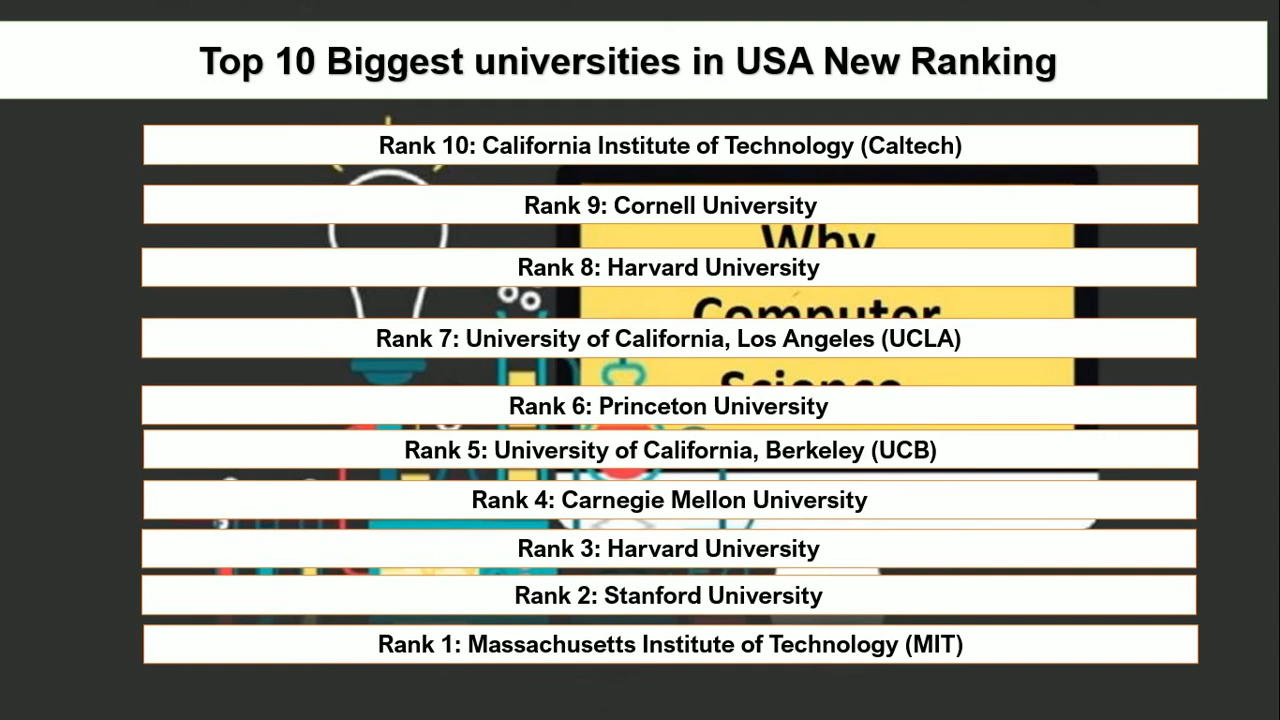 Top 10 Biggest universities in USA New Ranking
Rank 10: California Institute of Technology (Caltech)
Rank 9: Cornell University
Why
Rank 8: Harvard University
Computer
Rank 7: University of California, Los Angeles (UCLA)
Science
Rank 6: Princeton University
Rank 5: University of California, Berkeley (UCB)
Rank 4: Carnegie Mellon University
Rank 3: Harvard University
Rank 2: Stanford University
Rank 1: Massachusetts Institute of Technology (MIT)